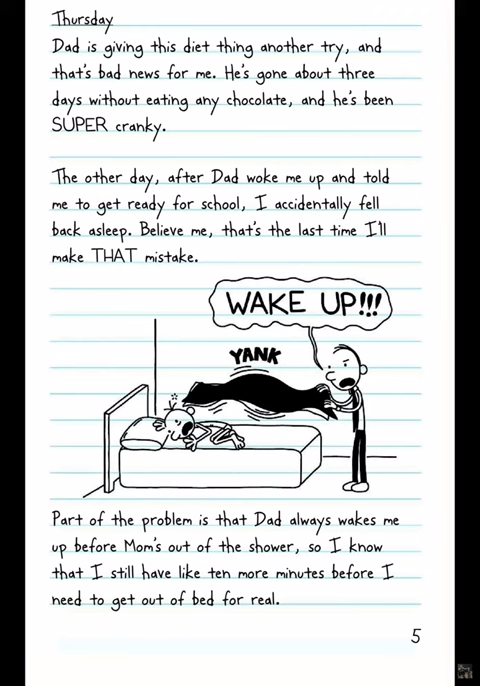 Thursday
Dad is giving this diet thing another try, and
that's bad news for me. He's gone about three
days without eating any chocolate, and he's been
SUPER cranky.
The other day, after Dad woke me up and told
me to get ready for school, I accidentally fell
back asleep. Believe me, that's the last time I'll
make THAT mistake.
WAKE UP!!!
YANK
Part of the problem is that Dad always wakes me
up before Mom's out of the shower, so I know
that I still have like ten more minutes before I
need to get out of bed for real.
5